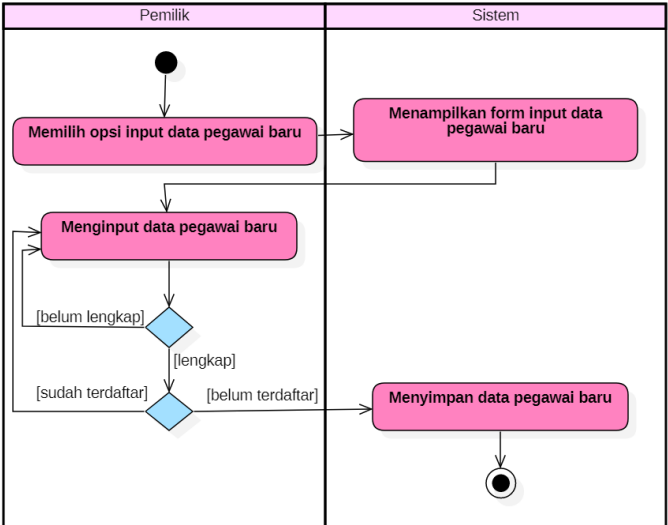 Pemilik
Sistem
Memilih opsi input data pegawai baru
Menampilkan form input data
pegawai baru
Menginput data pegawai baru
[belum lengkap]
[lengkap]
[sudah terdaftar]
[belum terdaftar]
Menyimpan data pegawai baru